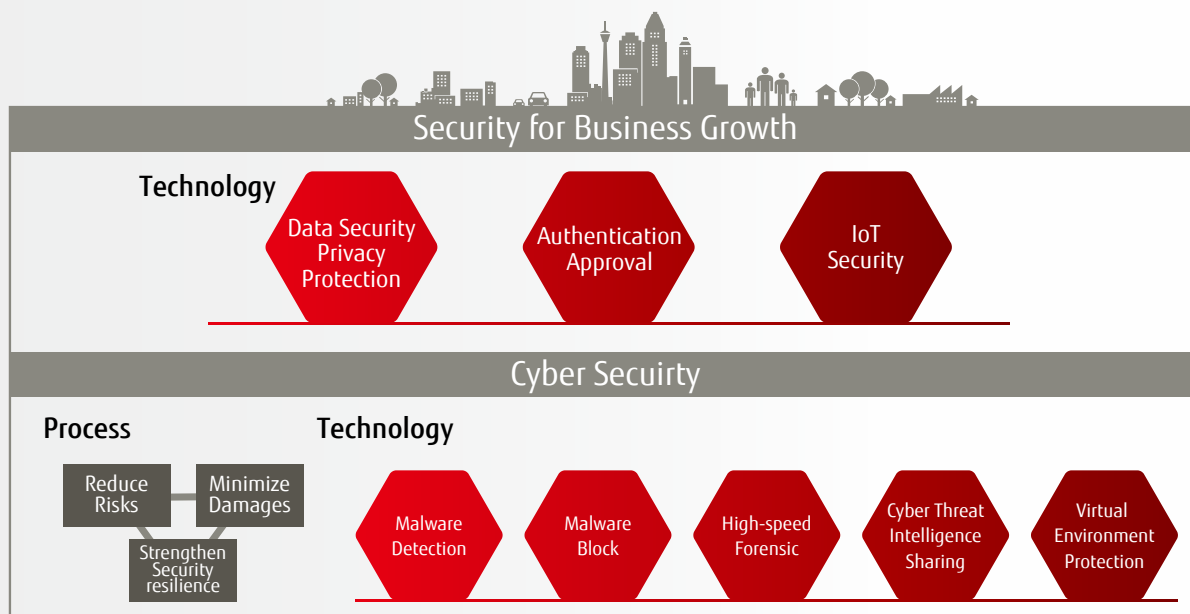 Security for Business Growth
Technology
Data Security
Privacy
Protection
Authentication
Approval
IoT
Security
Cyber Secuirty
Process
Technology
Reduce
Risks
Minimize
Damages
Strengthen
Security
resilience
Malware
Detection
Malware
Block
High-speed
Forensic
Cyber Threat
Intelligence
Sharing
Virtual
Environment
Protection